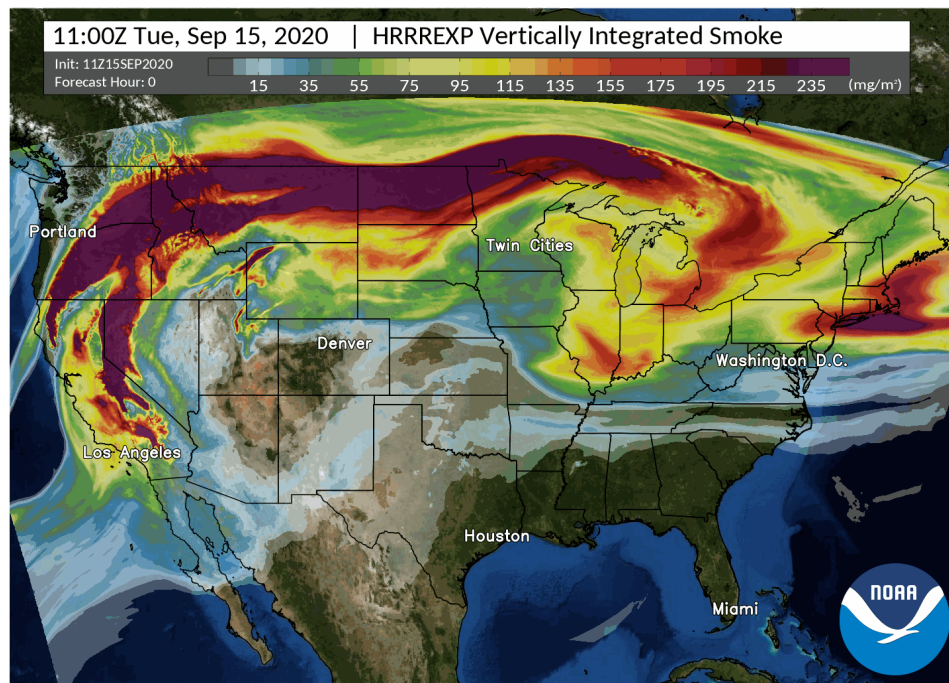 11:00Z Tue, Sep 15, 2020 | HRRREXP Vertically Integrated Smoke
Init: 11Z15SEP2020
Forecast Hour: 0
15 35 55 75 95 115 135 155 175 195 215 235 (mg/m²)
Portland
Twin Cities
Denver
Washington D.C.
Los Angeles
Houston
NOAA
Miami